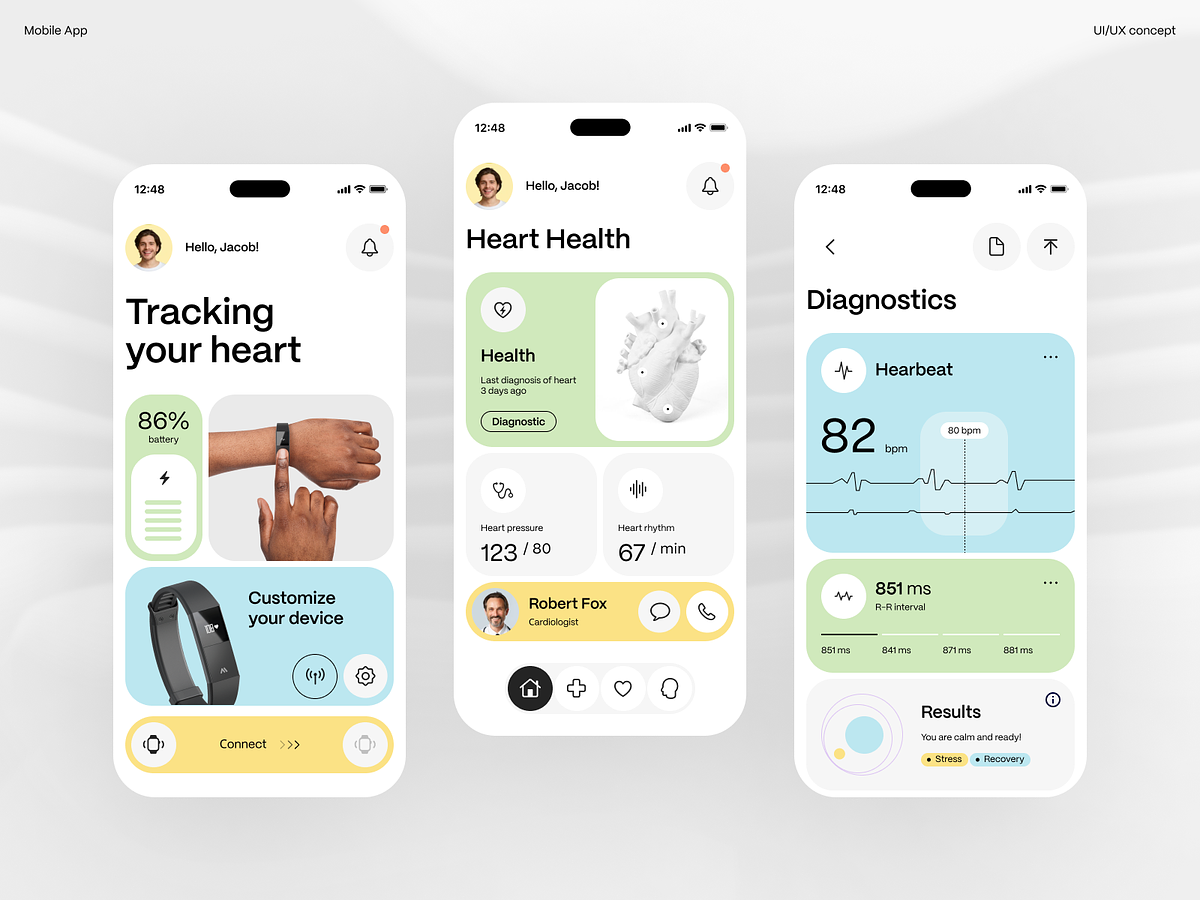 Mobile App
UI/UX concept
12:48
Hello, Jacob!
Tracking
your heart
86%
battery
Customize
your device
Connect
12:48
Hello, Jacob!
Heart Health
Health
Last diagnosis of heart
3 days ago
Diagnostic
Heart pressure
123 / 80
Heart rhythm
67 / min
Robert Fox
Cardiologist
12:48
Diagnostics
Hearbeat
82 bpm
80 bpm
851 ms
R-R interval
851 ms
841 ms
871 ms
881 ms
Results
You are calm and ready!
Stress
Recovery